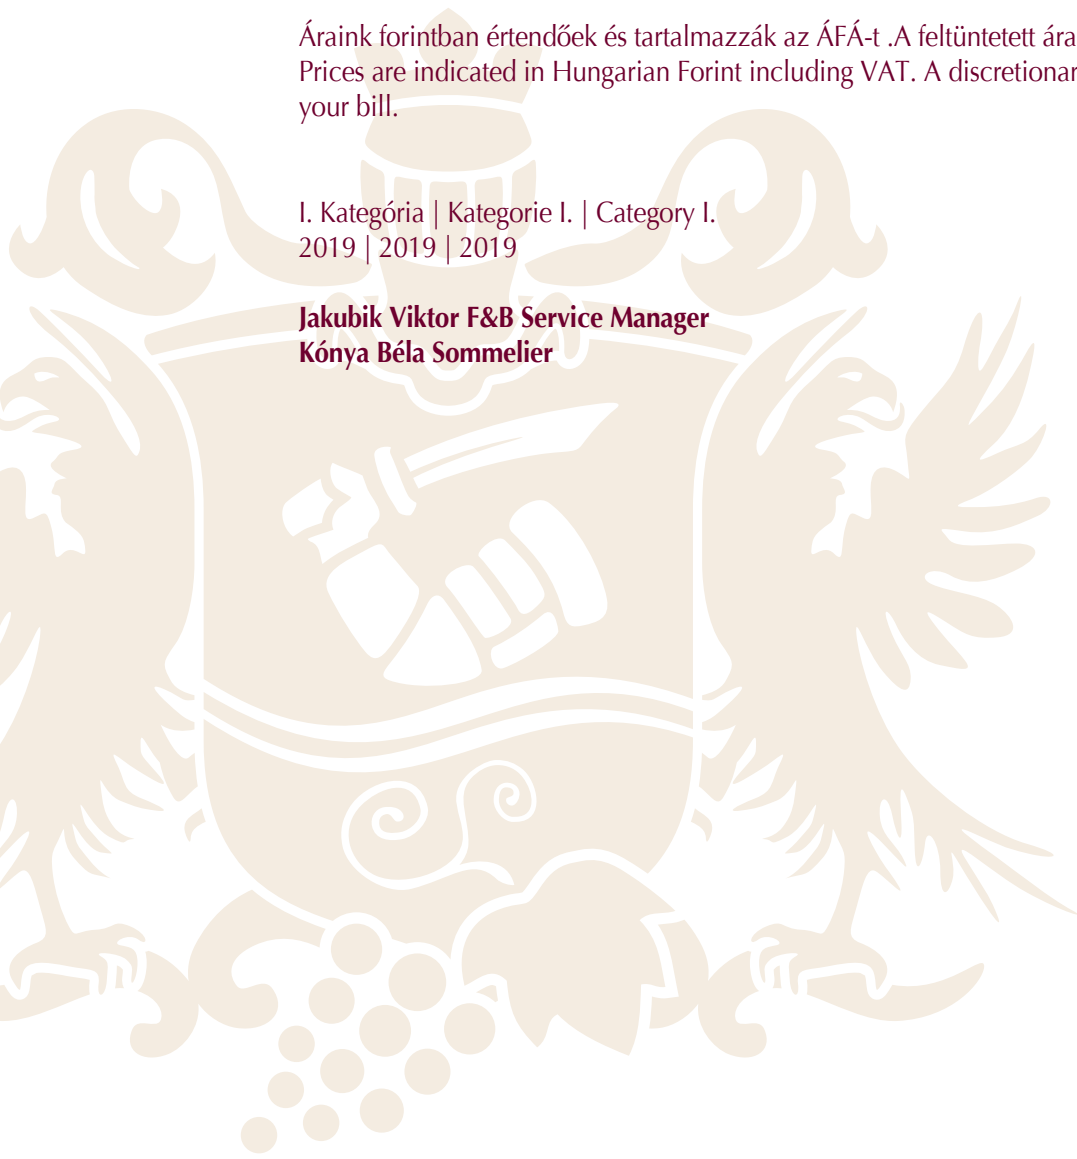 Áraink forintban értendőek és tartalmazzák az ÁFÁ-t .A feltüntetett ára
Prices are indicated in Hungarian Forint including VAT. A discretionar
your bill.
I. Kategória | Kategorie I. | Category I.
2019 | 2019 | 2019
Jakubik Viktor F&B Service Manager
Kónya Béla Sommelier